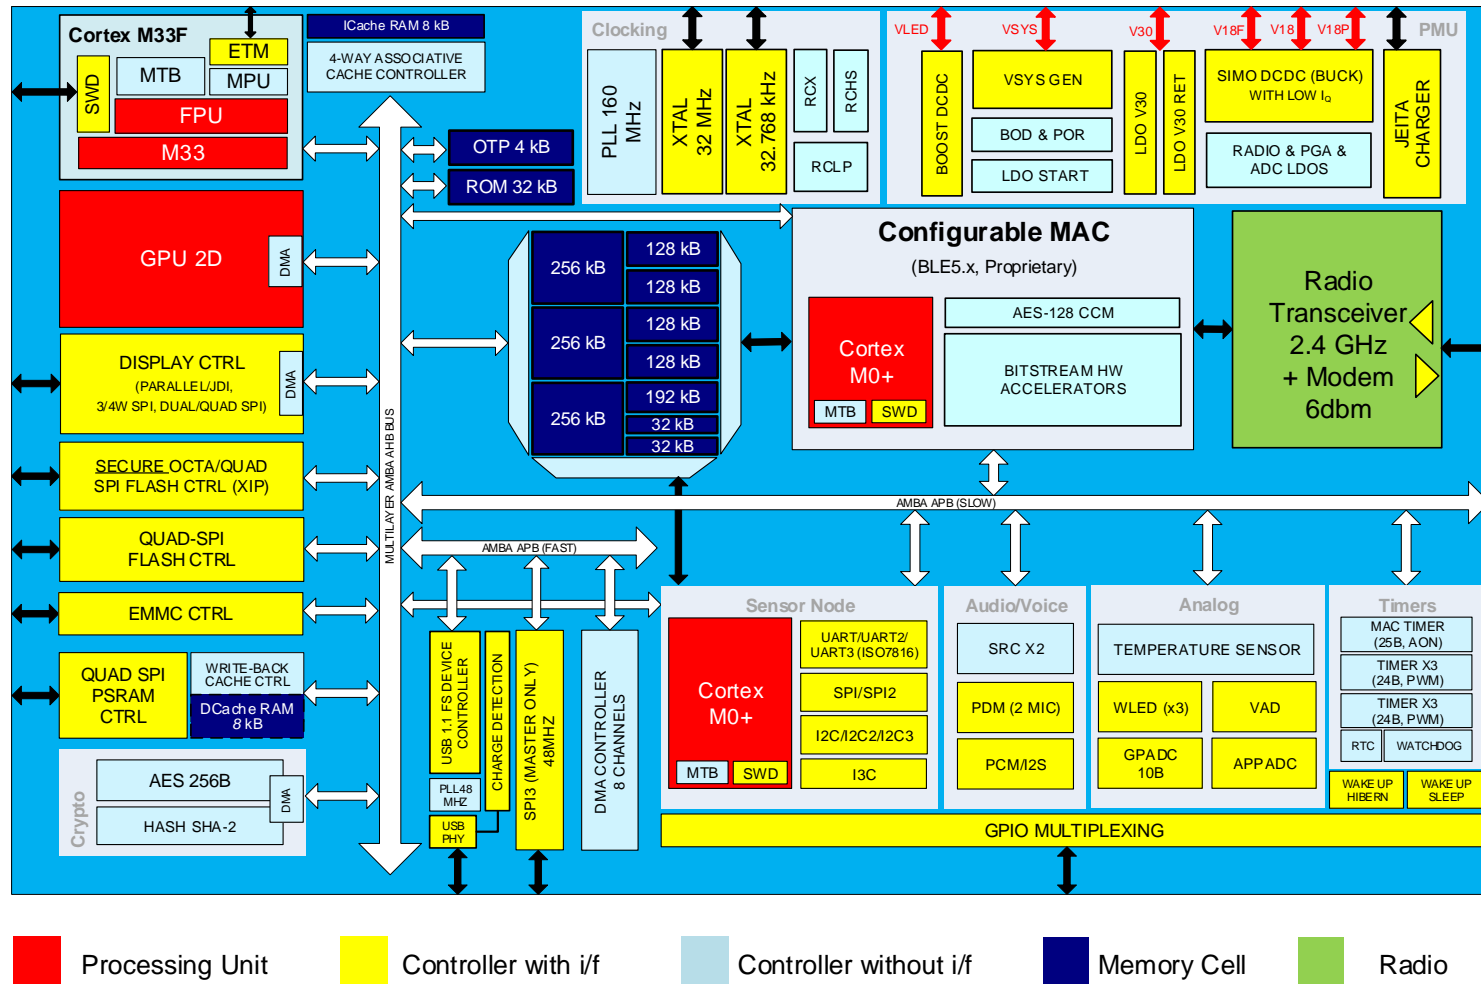 Cortex M33F
ETM
MTB
MPU
SWD
FPU
M33
ICache RAM 8 kB
4-WAY ASSOCIATIVE
CACHE CONTROLLER
OTP 4 kB
ROM 32 kB
Clocking
PLL 160
MHz
XTAL
32 MHz
XTAL
32.768 kHz
RCX
RCHS
RCLP
PMU
VLED
VSYS
V30
V18F
V18
V18P
BOOST DCDC
VSYS GEN
BOD & POR
LDO START
LDO V30
LDO V30 RET
SIMO DCDC (BUCK)
WITH LOW IQ
RADIO & PGA &
ADC LDOS
JEITA
CHARGER
GPU 2D
DMA
DISPLAY CTRL
(PARALLEL/JDI,
3/4W SPI, DUAL/QUAD SPI)
DMA
SECURE OCTA/QUAD
SPI FLASH CTRL (XIP)
QUAD-SPI
FLASH CTRL
EMMC CTRL
QUAD SPI
PSRAM
CTRL
WRITE-BACK
CACHE CTRL
DCache RAM
8 kB
Crypto
AES 256B
HASH SHA-2
DMA
MULTILAYER AMBA AHB BUS
256 kB
256 kB
256 kB
128 kB
128 kB
128 kB
128 kB
192 kB
32 kB
32 kB
Configurable MAC
(BLE5.x, Proprietary)
Cortex
M0+
MTB
SWD
AES-128 CCM
BITSTREAM HW
ACCELERATORS
Radio
Transceiver
2.4 GHz
+ Modem
6dbm
AMBA APB (SLOW)
AMBA APB (FAST)
USB 1.1 FS DEVICE
CONTROLLER
CHARGE DETECTION
PLL48
MHZ
USB
PHY
SPI3 (MASTER ONLY)
48MHZ
DMA CONTROLLER
8 CHANNELS
Sensor Node
Cortex
M0+
MTB
SWD
UART/UART2/
UART3 (ISO7816)
SPI/SPI2
I2C/I2C2/I2C3
I3C
Audio/Voice
SRC X2
PDM (2 MIC)
PCM/I2S
Analog
TEMPERATURE SENSOR
WLED (x3)
VAD
GPADC
10B
APP ADC
Timers
MAC TIMER
(25B, AON)
TIMER X3
(24B, PWM)
TIMER X3
(24B, PWM)
RTC
WATCHDOG
WAKE UP
HIBERN
WAKE UP
SLEEP
GPIO MULTIPLEXING
Processing Unit
Controller with i/f
Controller without i/f
Memory Cell
Radio